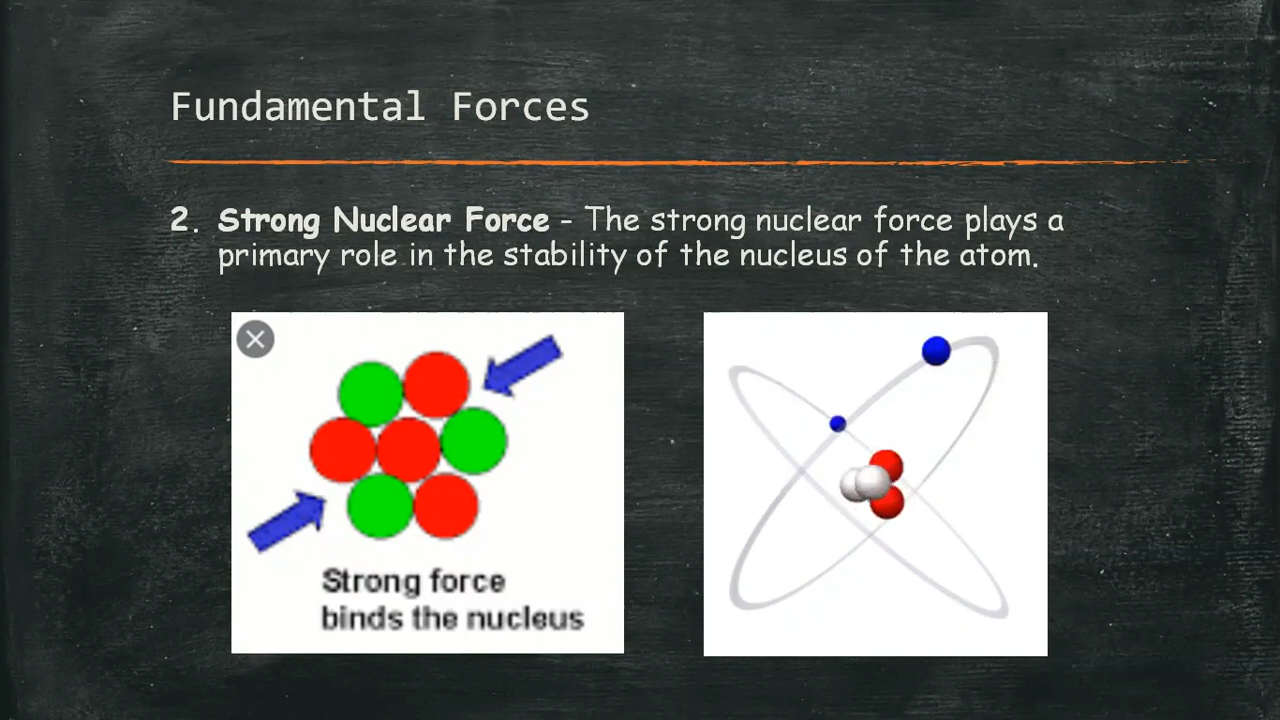 Fundamental Forces
2. Strong Nuclear Force - The strong nuclear force plays a
primary role in the stability of the nucleus of the atom.
Strong force
binds the nucleus